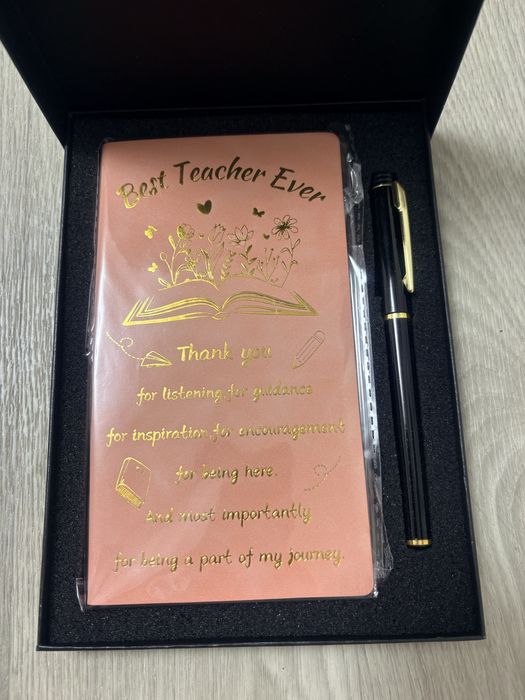 Best Teacher Ever
Thank you
for listening,for guidance
for inspiration,for encouragement
for being here.
And most importantly
for being a part of my journey.